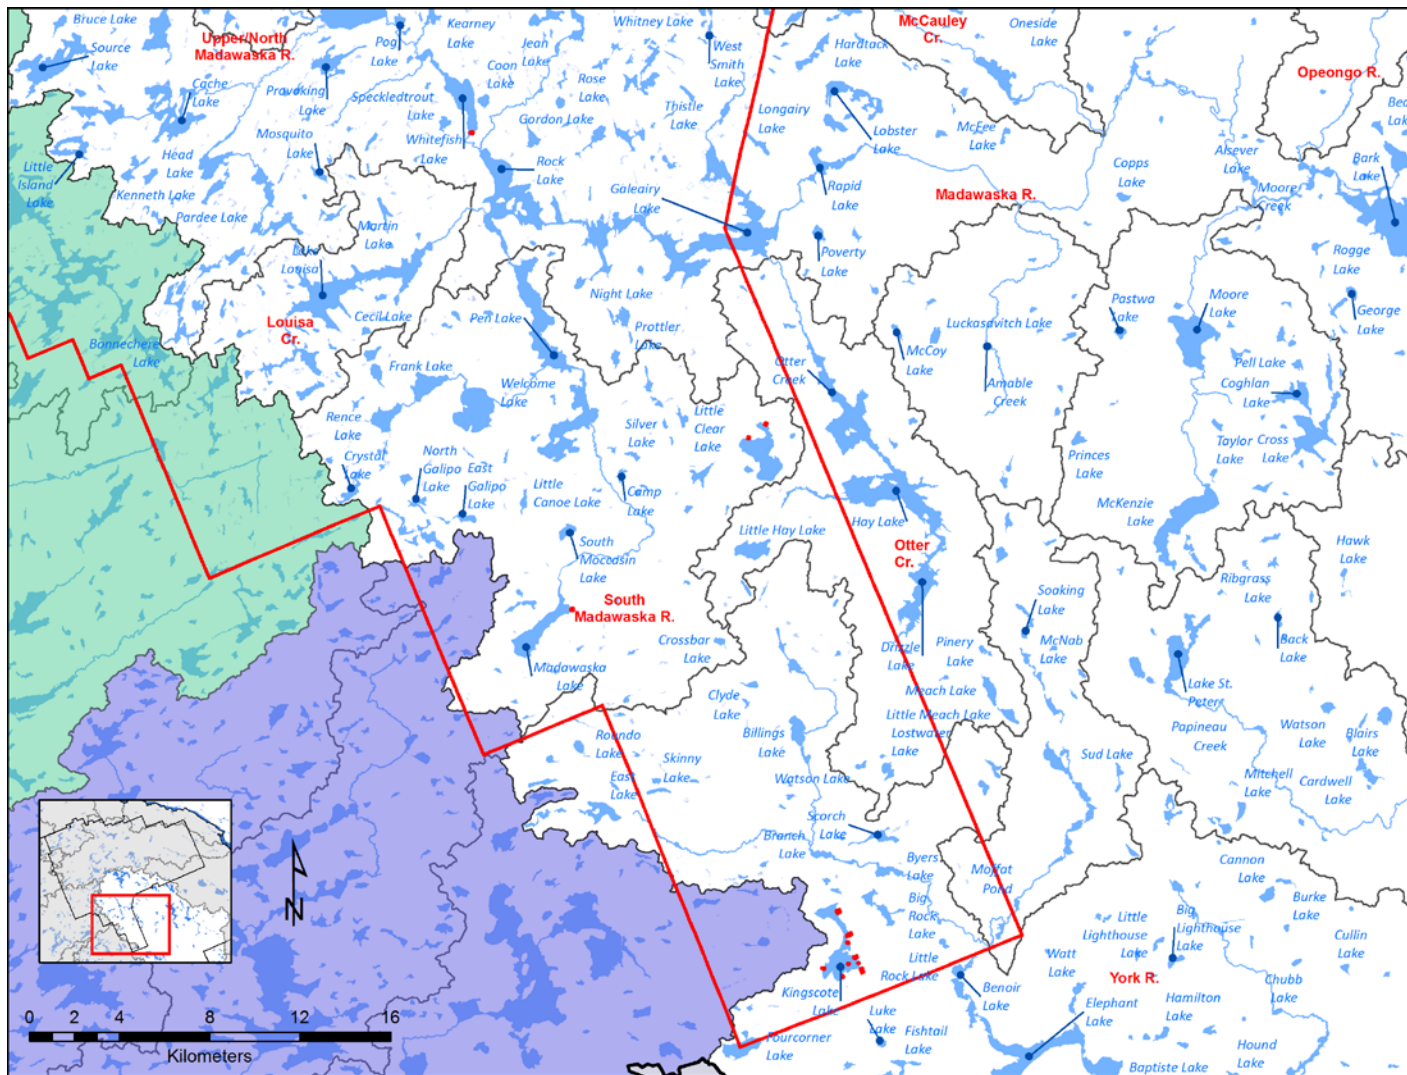 Bruce Lake
Source
Lake
Upper/North
Madawaska R.
Pog
Lake
Kearney
Lake
Jean
Lake
Coon
Lake
Whitney Lake
West
Smith
Lake
Hardtack
Lake
McCauley
Cr.
Oneside
Lake
Opeongo R.
Cache
Lake
Provoking
Lake
Speckledtrout
Lake
Rose
Lake
Gordon Lake
Thistle
Lake
Longairy
Lake
Lobster
Lake
McFee
Lake
Mosquito
Lake
Whitefish
Lake
Head
Lake
Little
Island
Lake
Kenneth Lake
Pardee Lake
Rock
Lake
Galeairy
Lake
Rapid
Lake
Copps
Lake
Alsever
Lake
Bark
Lake
Moore
Creek
Madawaska R.
Martin
Lake
Lake
Louisa
Poverty
Lake
Rogge
Lake
George
Lake
Night Lake
Louisa
Cr.
Cecil Lake
Pen Lake
Prottler
Lake
Pastwa
Lake
Moore
Lake
Luckasavitch Lake
McCoy
Lake
Bonnechere
Lake
Frank Lake
Welcome
Lake
Otter
Creek
Amable
Creek
Pell Lake
Coghlan
Lake
Rence
Lake
Crystal
Lake
North
Galipo
Lake
East
Galipo
Lake
Silver
Lake
Little
Clear
Lake
Taylor
Lake
Cross
Lake
Princes
Lake
Little
Canoe Lake
Camp
Lake
McKenzie
Lake
Hay Lake
Little Hay Lake
South
Moccasin
Lake
Otter
Cr.
Hawk
Lake
Ribgrass
Lake
Soaking
Lake
South
Madawaska R.
McNab
Lake
Back
Lake
Crossbar
Lake
Drizzle
Lake
Pinery
Lake
Madawaska
Lake
Lake St.
Peter
Meach Lake
Clyde
Lake
Little Meach Lake
Lostwater
Lake
Papineau
Creek
Watson
Lake
Blairs
Lake
Billings
Lake
Roundo
Lake
Skinny
Lake
East
Lake
Watson Lake
Sud Lake
Mitchell
Lake
Cardwell
Lake
Scorch
Lake
Branch
Lake
Byers
Lake
Moffat
Pond
Cannon
Lake
Burke
Lake
Big
Rock
Lake
Little
Lighthouse
Lake
Big
Lighthouse
Lake
Cullin
Lake
Little
Rock Lake
Watt
Lake
York R.
Kingscote
Lake
Benoir
Lake
Chubb
Lake
Luke
Lake
Fishtail
Lake
Elephant
Lake
Hamilton
Lake
Fourcorner
Lake
Hound
Lake
Baptiste Lake
N
0 2 4 8 12 16
Kilometers